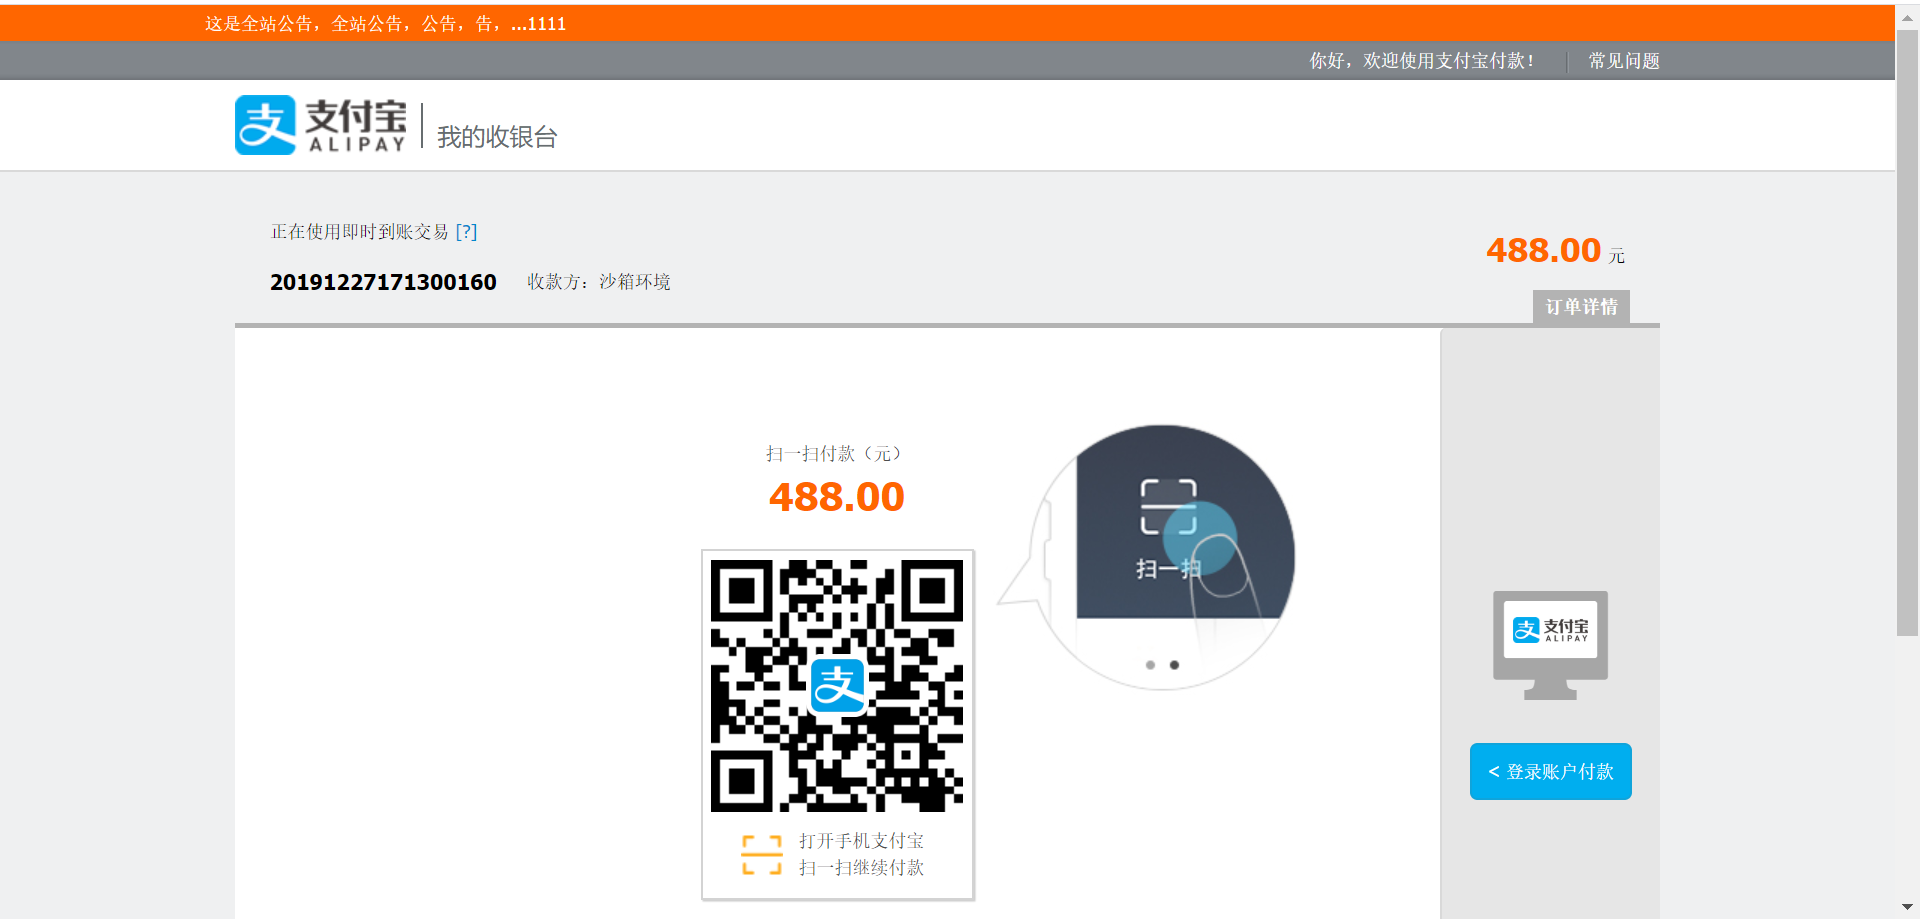 这是全站公告，全站公告，公告，告，...1111
你好，欢迎使用支付宝付款！ 常见问题
支 支付宝 ALIPAY 我的收银台
正在使用即时到账交易 [?]
488.00 元
20191227171300160 收款方：沙箱环境
订单详情
扫一扫付款（元）
488.00
扫一扫
支
支 支付宝 ALIPAY
< 登录账户付款
打开手机支付宝
扫一扫继续付款